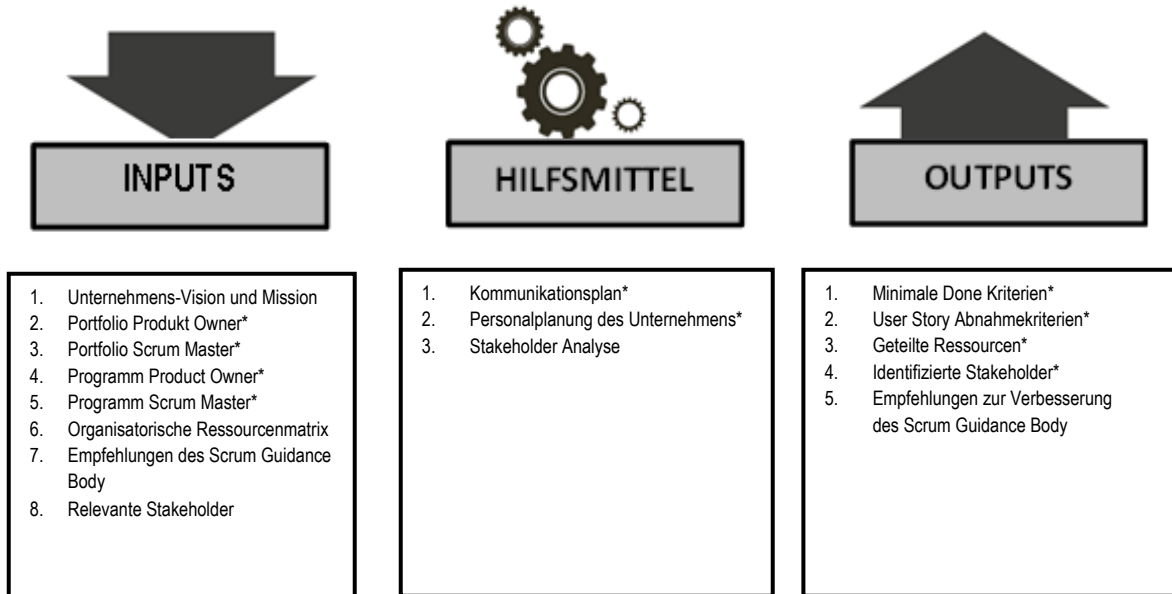 INPUTS
HILFSMITTEL
OUTPUTS
1. Unternehmens-Vision und Mission
2. Portfolio Produkt Owner*
3. Portfolio Scrum Master*
4. Programm Product Owner*
5. Programm Scrum Master*
6. Organisatorische Ressourcenmatrix
7. Empfehlungen des Scrum Guidance
Body
8. Relevante Stakeholder
1. Kommunikationsplan*
2. Personalplanung des Unternehmens*
3. Stakeholder Analyse
1. Minimale Done Kriterien*
2. User Story Abnahmekriterien*
3. Geteilte Ressourcen*
4. Identifizierte Stakeholder*
5. Empfehlungen zur Verbesserung
des Scrum Guidance Body